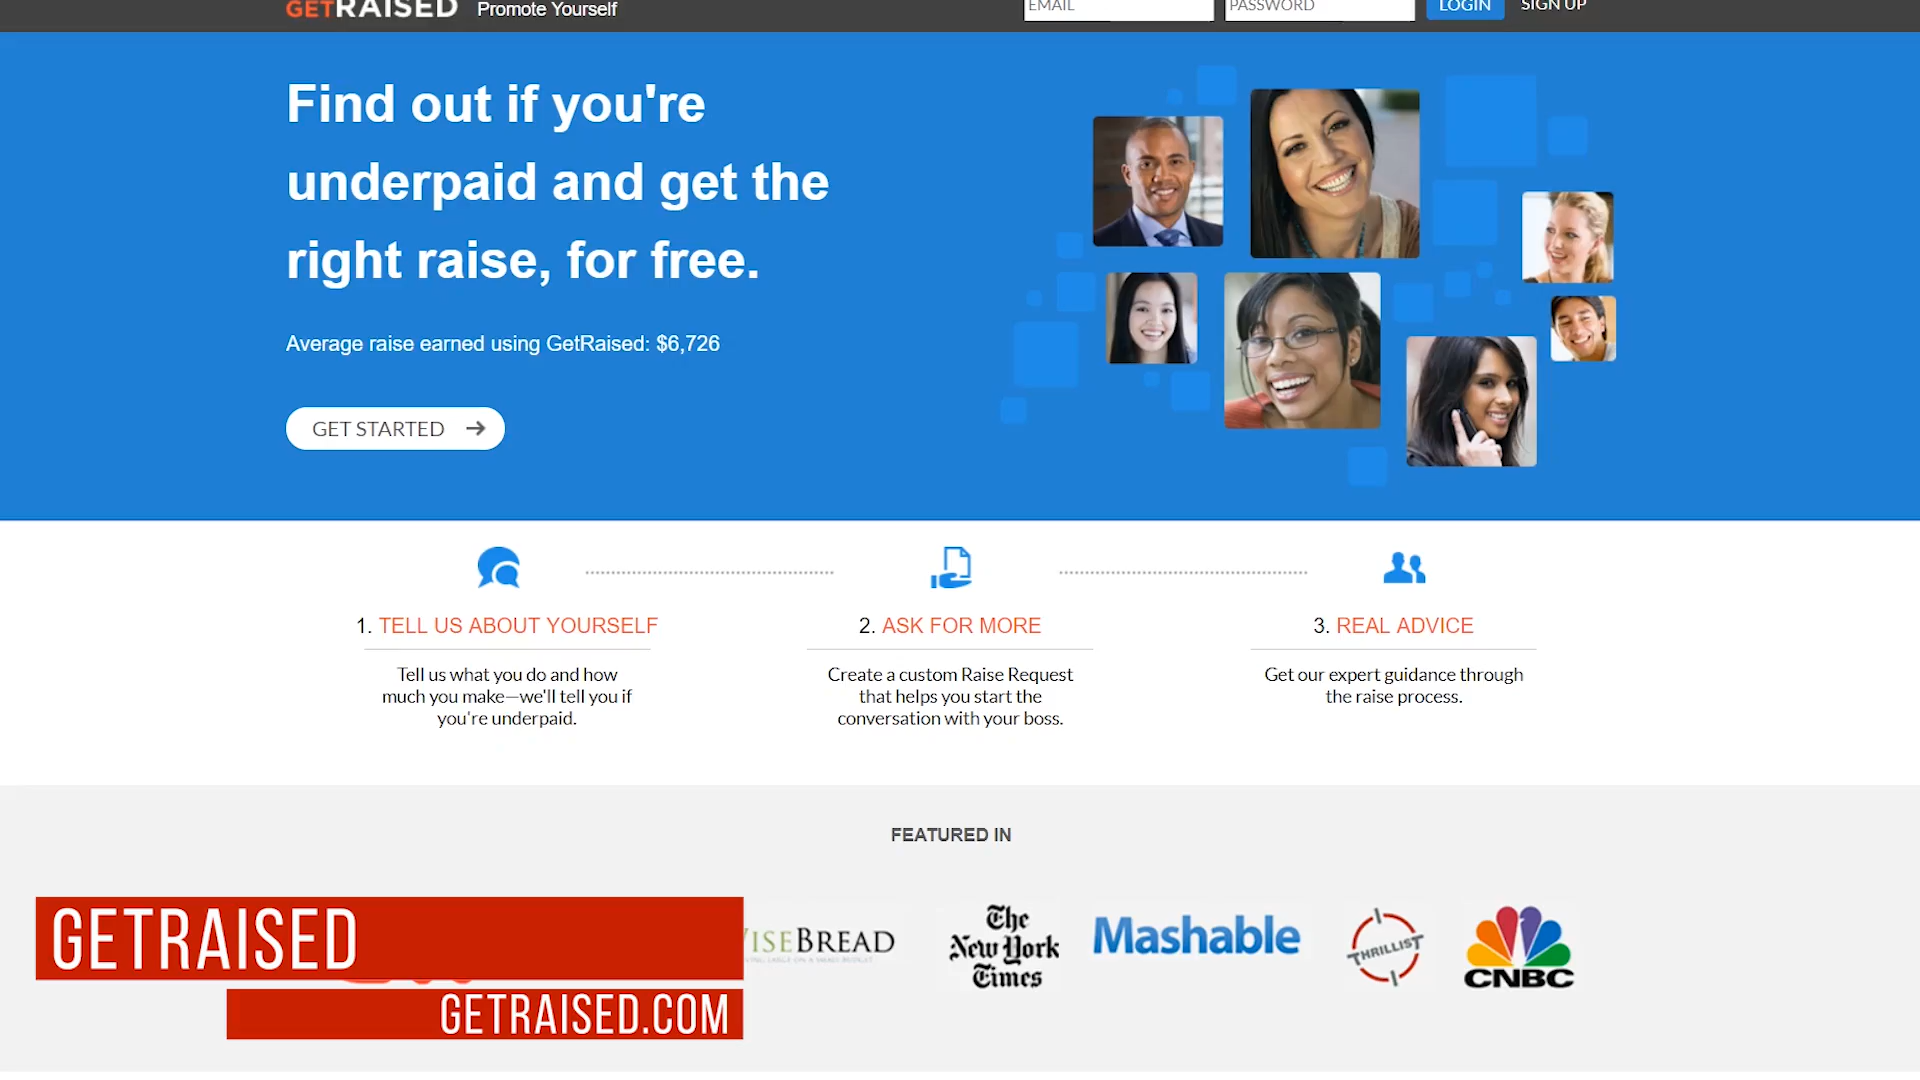 GETRAISED Promote Yourself EMAIL PASSWORD LOGIN SIGN UP
Find out if you're
underpaid and get the
right raise, for free.
Average raise earned using GetRaised: $6,726
GET STARTED
1. TELL US ABOUT YOURSELF
Tell us what you do and how
much you make—we'll tell you if
you're underpaid.
2. ASK FOR MORE
Create a custom Raise Request
that helps you start the
conversation with your boss.
3. REAL ADVICE
Get our expert guidance through
the raise process.
FEATURED IN
ISEBREAD
The
New York
Times
Mashable
THRILLIST
CNBC
GETRAISED
GETRAISED.COM